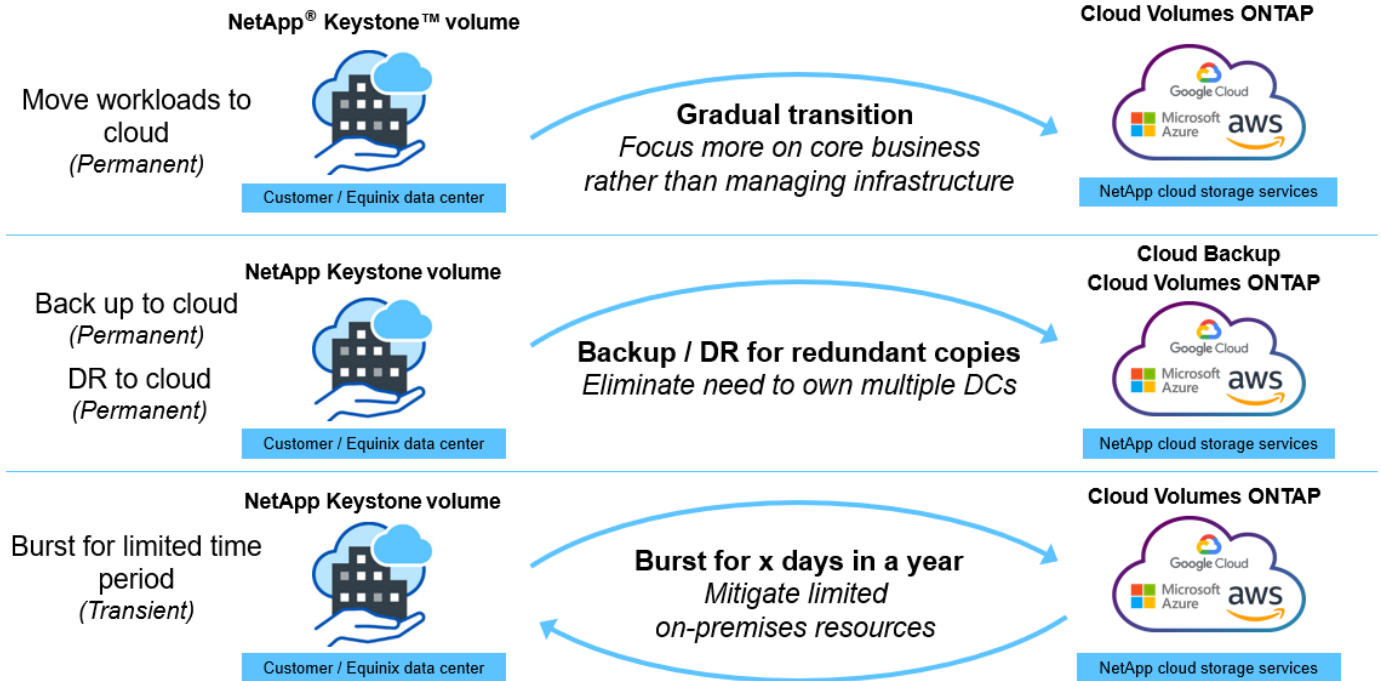 NetApp® Keystone™ volume
Cloud Volumes ONTAP
Move workloads to
cloud
(Permanent)
Gradual transition
Focus more on core business
rather than managing infrastructure
Google Cloud
Microsoft
Azure
aws
Customer / Equinix data center
NetApp cloud storage services
NetApp Keystone volume
Cloud Backup
Cloud Volumes ONTAP
Back up to cloud
(Permanent)
DR to cloud
(Permanent)
Backup / DR for redundant copies
Eliminate need to own multiple DCs
Google Cloud
Microsoft
Azure
aws
Customer / Equinix data center
NetApp cloud storage services
NetApp Keystone volume
Cloud Volumes ONTAP
Burst for limited time
period
(Transient)
Burst for x days in a year
Mitigate limited
on-premises resources
Google Cloud
Microsoft
Azure
aws
Customer / Equinix data center
NetApp cloud storage services